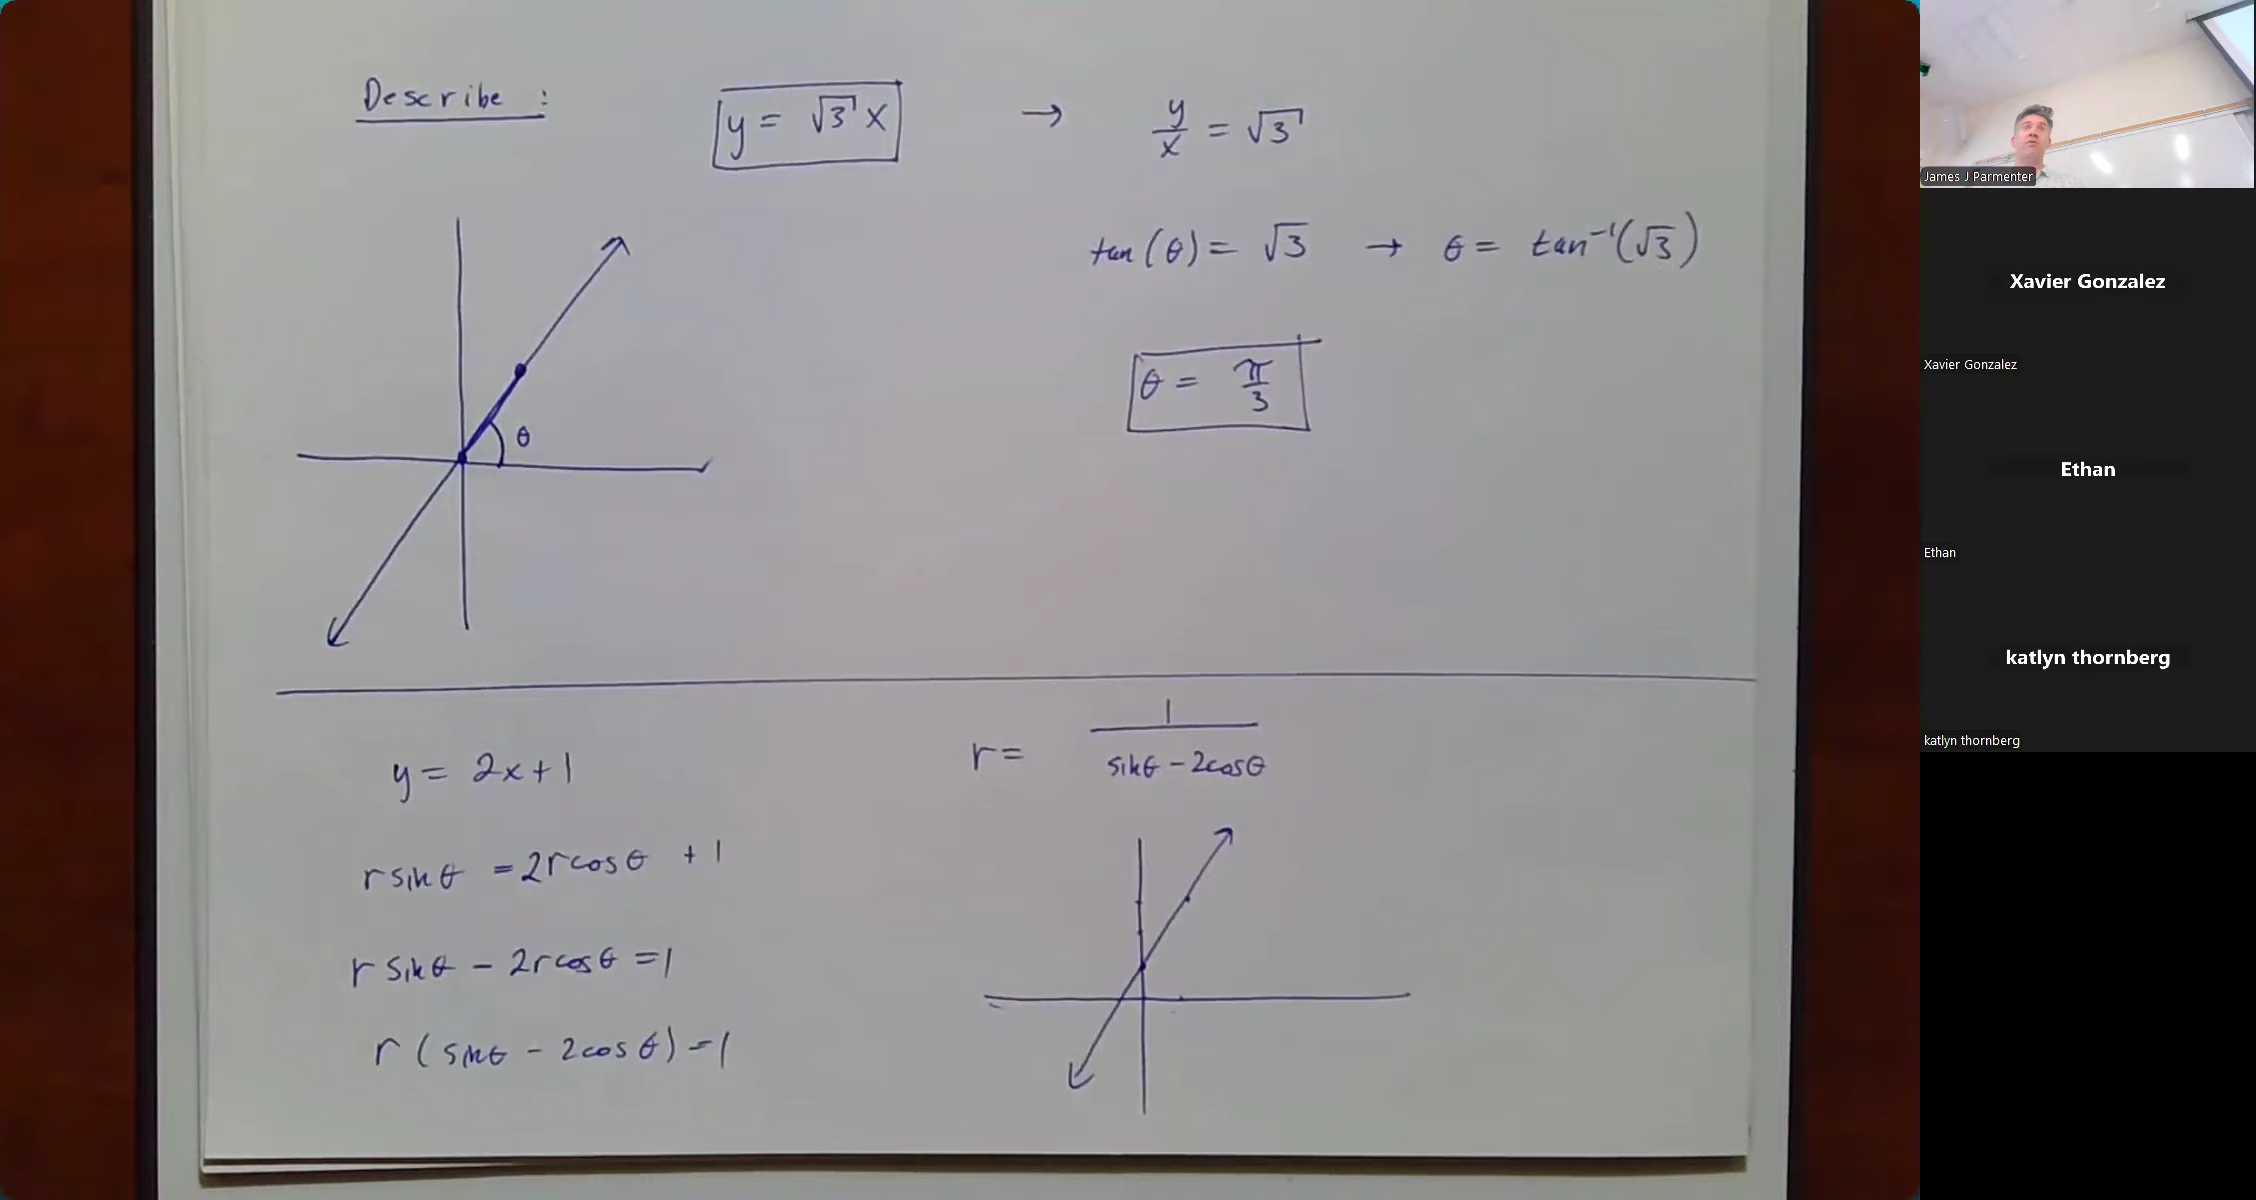 Describe : y = √3 x → y/x = √3
tan(θ) = √3 → θ = tan⁻¹(√3)
θ = π/3
θ
y = 2x+1
r sinθ = 2r cosθ + 1
r sinθ - 2r cosθ = 1
r (sinθ - 2cosθ) = 1
r = 1/(sinθ - 2cosθ)
James J Parmenter
Xavier Gonzalez
Xavier Gonzalez
Ethan
Ethan
katlyn thornberg
katlyn thornberg